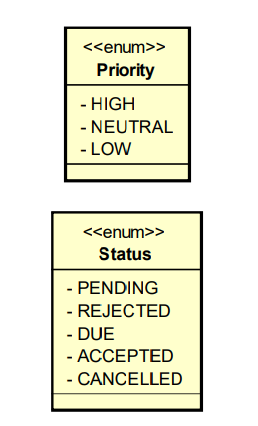 <<enum>>
Priority
- HIGH
- NEUTRAL
- LOW
<<enum>>
Status
- PENDING
- REJECTED
- DUE
- ACCEPTED
- CANCELLED